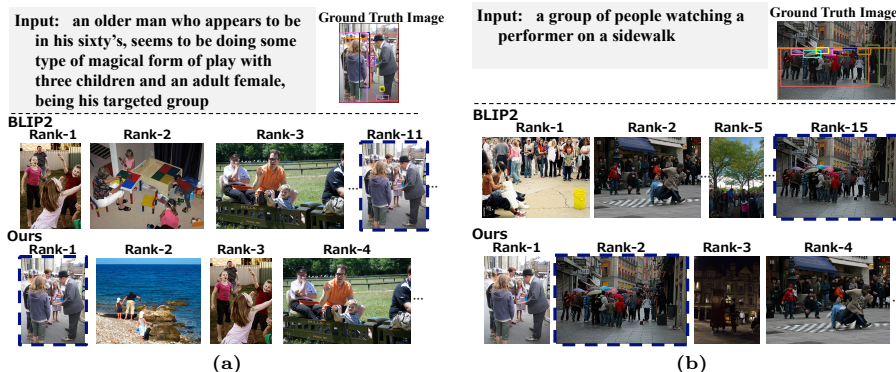 Input: an older man who appears to be
in his sixty's, seems to be doing some
type of magical form of play with
three children and an adult female,
being his targeted group
Ground Truth Image
BLIP2
Rank-1 Rank-2 Rank-3 Rank-11
...
...
Ours
Rank-1 Rank-2 Rank-3 Rank-4
...
(a)
Input: a group of people watching a
performer on a sidewalk
Ground Truth Image
BLIP2
Rank-1 Rank-2 Rank-5 Rank-15
...
...
Ours
Rank-1 Rank-2 Rank-3 Rank-4
...
(b)